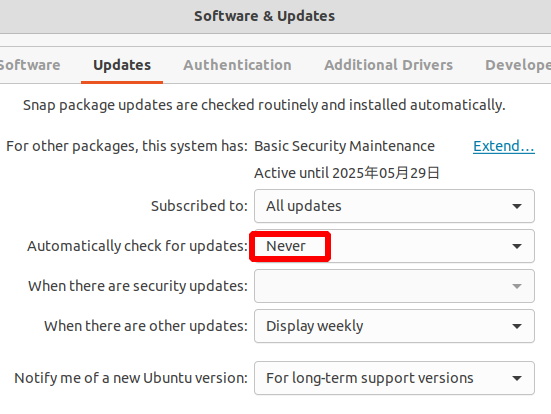 Software & Updates
Software Updates Authentication Additional Drivers Develope
Snap package updates are checked routinely and installed automatically.
For other packages, this system has: Basic Security Maintenance Extend...
Active until 2025年05月29日
Subscribed to: All updates
Automatically check for updates: Never
When there are security updates:
When there are other updates: Display weekly
Notify me of a new Ubuntu version: For long-term support versions